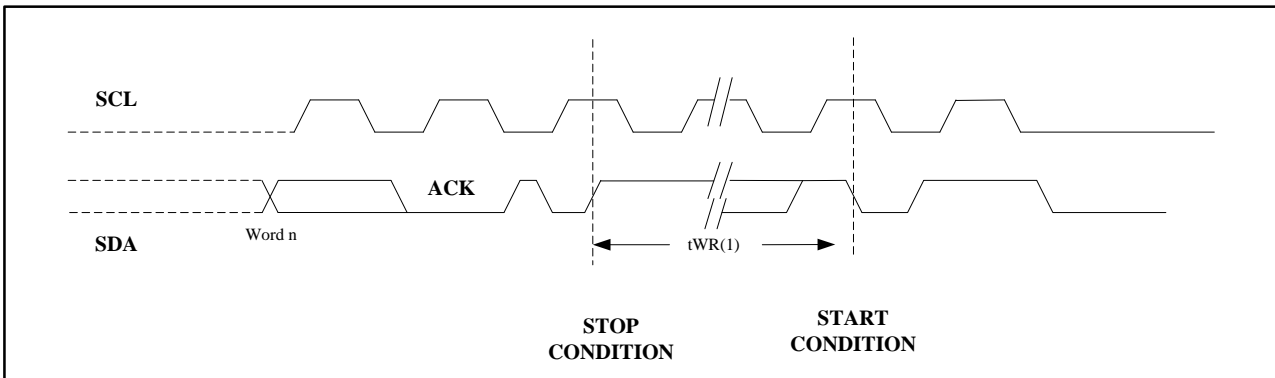 SCL
ACK
Word n
SDA
tWR(1)
STOP
CONDITION
START
CONDITION